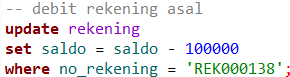 -- debit rekening asal
update rekening
set saldo = saldo - 100000
where no_rekening = 'REK000138';